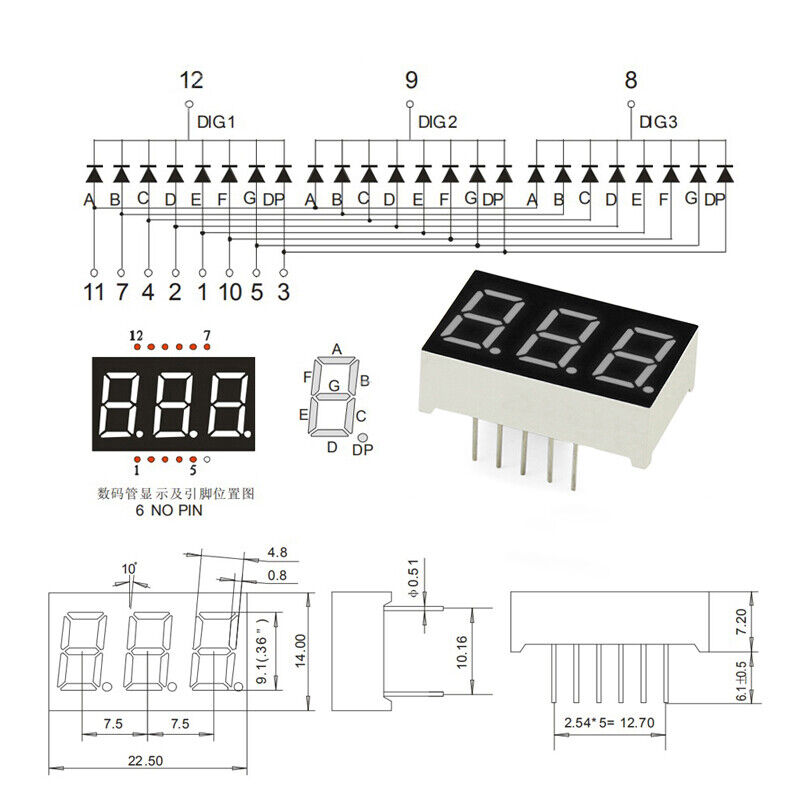 12 9 8
DIG1 DIG2 DIG3
A B C D E F G DP A B C D E F G DP A B C D E F G DP
11 7 4 2 1 10 5 3
12 7
A
F B
G
E C
D DP
1 5
数码管显示及引脚位置图
6 NO PIN
10°
4.8
0.8
9.1(.36")
14.00
7.5 7.5
22.50
ϕ0.51
10.16
7.20
6.1±0.5
2.54*5= 12.70